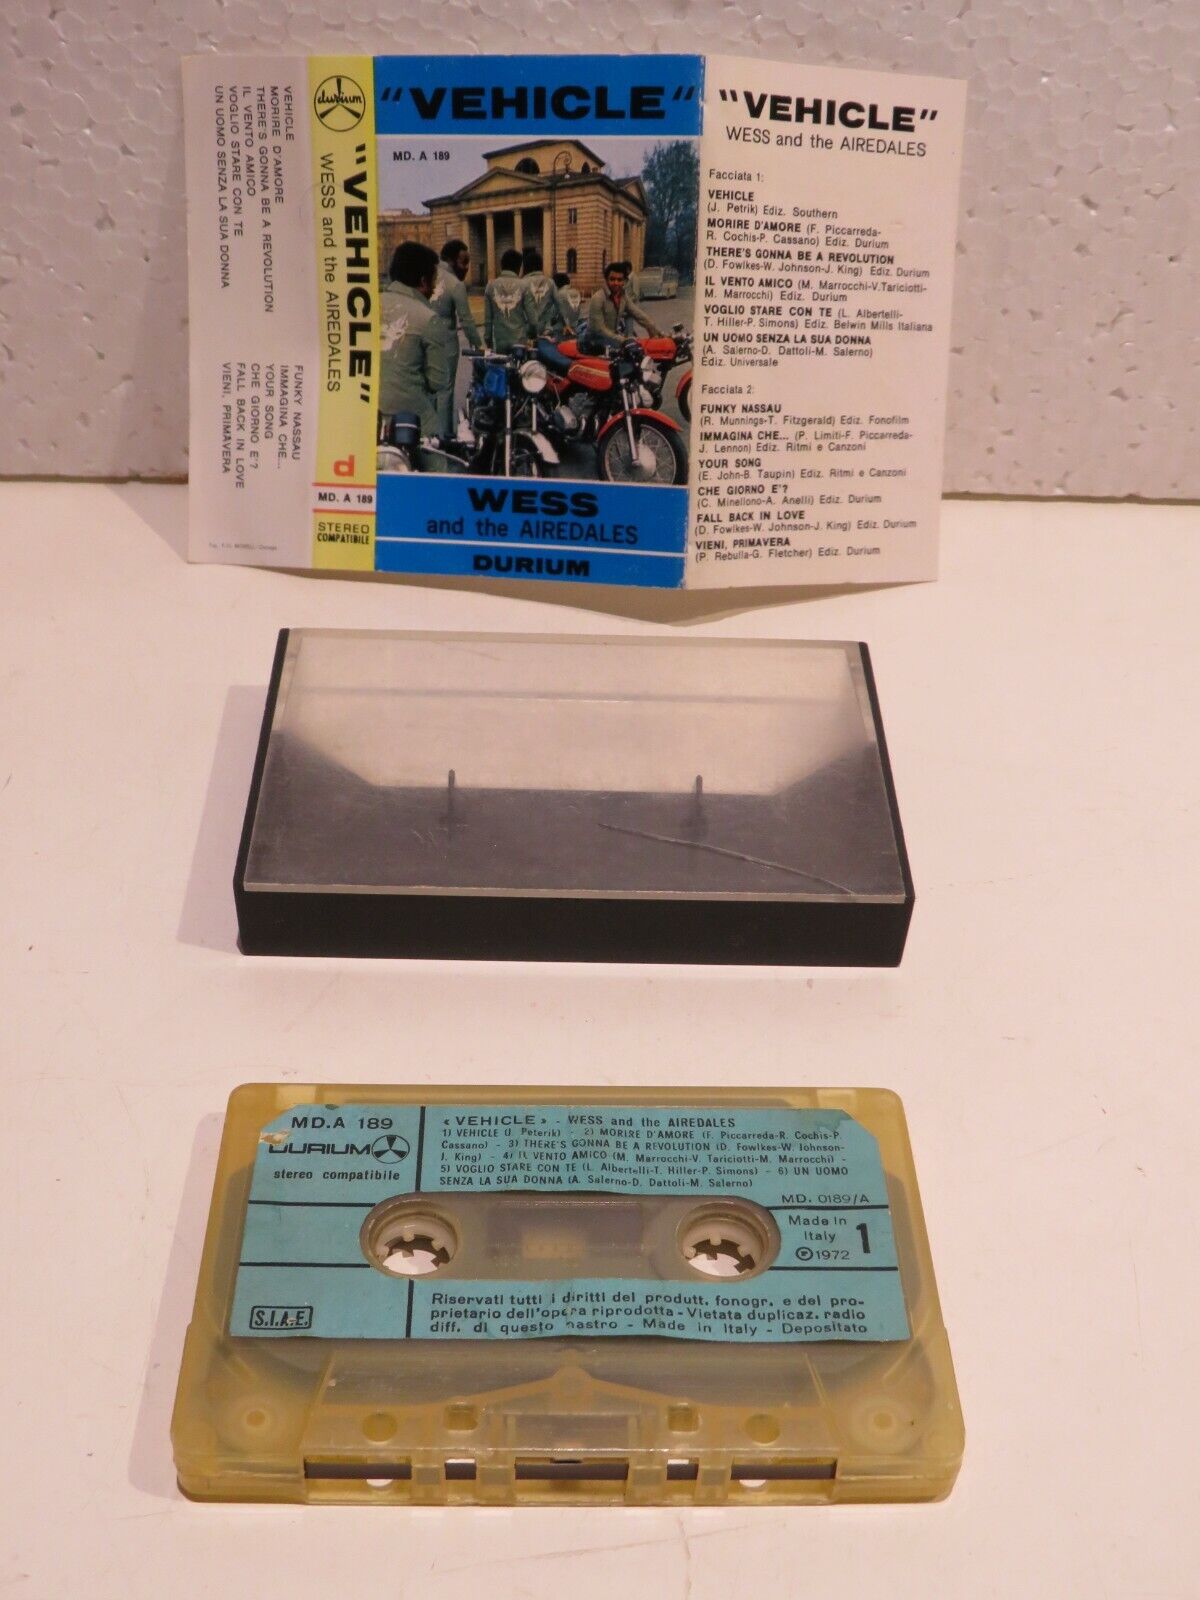 VEHICLE
MORIRE D'AMORE
THERE'S GONNA BE A REVOLUTION
IL VENTO AMICO
VOGLIO STARE CON TE
UN UOMO SENZA LA SUA DONNA
FUNKY NASSAU
IMMAGINA CHE...
YOUR SONG
CHE GIORNO E'?
FALL BACK IN LOVE
VIENI, PRIMAVERA
durium
"VEHICLE"
WESS and the AIREDALES
d
MD. A 189
STEREO
COMPATIBILE
"VEHICLE"
MD. A 189
WESS
and the AIREDALES
DURIUM
"VEHICLE"
WESS and the AIREDALES
Facciata 1:
VEHICLE
(J. Petrik) Ediz. Southern
MORIRE D'AMORE (F. Piccarreda-
R. Cochis-P. Cassano) Ediz. Durium
THERE'S GONNA BE A REVOLUTION
(D. Fowlkes-W. Johnson-J. King) Ediz. Durium
IL VENTO AMICO (M. Marrocchi-V.Tariciotti-
M. Marrocchi) Ediz. Durium
VOGLIO STARE CON TE (L. Albertelli-
T. Hiller-P. Simons) Ediz. Belwin Mills Italiana
UN UOMO SENZA LA SUA DONNA
(A. Salerno-D. Dattoli-M. Salerno)
Ediz. Universale
Facciata 2:
FUNKY NASSAU
(R. Munnings-T. Fitzgerald) Ediz. Fonofilm
IMMAGINA CHE... (P. Limiti-F. Piccarreda-
J. Lennon) Ediz. Ritmi e Canzoni
YOUR SONG
(E. John-B. Taupin) Ediz. Ritmi e Canzoni
CHE GIORNO E'?
(C. Minellono-A. Anelli) Ediz. Durium
FALL BACK IN LOVE
(D. Fowlkes-W. Johnson-J. King) Ediz. Durium
VIENI, PRIMAVERA
(P. Rebulla-G. Fletcher) Ediz. Durium
MD.A 189
DURIUM
stereo compatibile
« VEHICLE » - WESS and the AIREDALES
1) VEHICLE (J. Peterik) - 2) MORIRE D'AMORE (F. Piccarreda-R. Cochis-P.
Cassano) - 3) THERE'S GONNA BE A REVOLUTION (D. Fowlkes-W. Johnson-
J. King) - 4) IL VENTO AMICO (M. Marrocchi-V. Tariciotti-M. Marrocchi) -
5) VOGLIO STARE CON TE (L. Albertelli-T. Hiller-P. Simons) - 6) UN UOMO
SENZA LA SUA DONNA (A. Salerno-D. Dattoli-M. Salerno)
MD. 0189/A
Made in
Italy
℗ 1972
1
S.I.A.E.
Riservati tutti i diritti del produtt. fonogr. e del pro-
prietario dell'opera riprodotta - Vietata duplicaz. radio
diff. di questo nastro - Made in Italy - Depositato